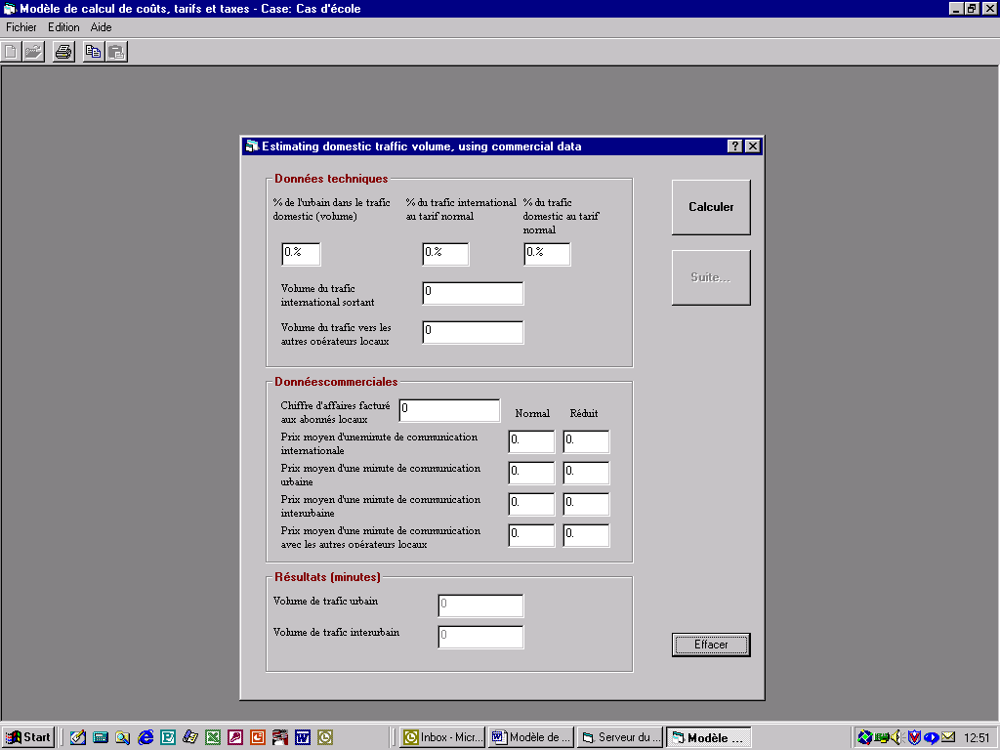 Modèle de calcul de coûts, tarifs et taxes - Case: Cas d'école
Fichier Edition Aide
Estimating domestic traffic volume, using commercial data
Données techniques
% de l'urbain dans le trafic
domestic (volume)
% du trafic international
au tarif normal
% du trafic
domestic au tarif
normal
0.% 0.% 0.%
Volume du trafic
international sortant
0
Volume du trafic vers les
autres opérateurs locaux
0
Calculer
Suite...
Donnéescommerciales
Chiffre d'affaires facturé
aux abonnés locaux
0
Normal Réduit
Prix moyen d'uneminute de communication
internationale
0. 0.
Prix moyen d'une minute de communication
urbaine
0. 0.
Prix moyen d'une minute de communication
interurbaine
0. 0.
Prix moyen d'une minute de communication
avec les autres opérateurs locaux
0. 0.
Résultats (minutes)
Volume de trafic urbain
0
Volume de trafic interurbain
0
Effacer
Start Inbox - Micr... Modèle de ... Serveur du ... Modèle ... 12:51